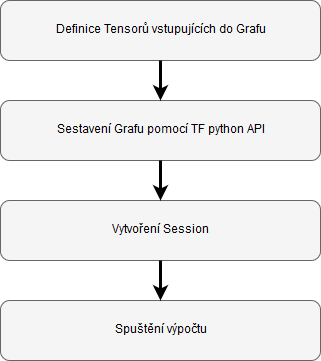 Definice Tensorů vstupujících do Grafu
Sestavení Grafu pomocí TF python API
Vytvoření Session
Spuštění výpočtu